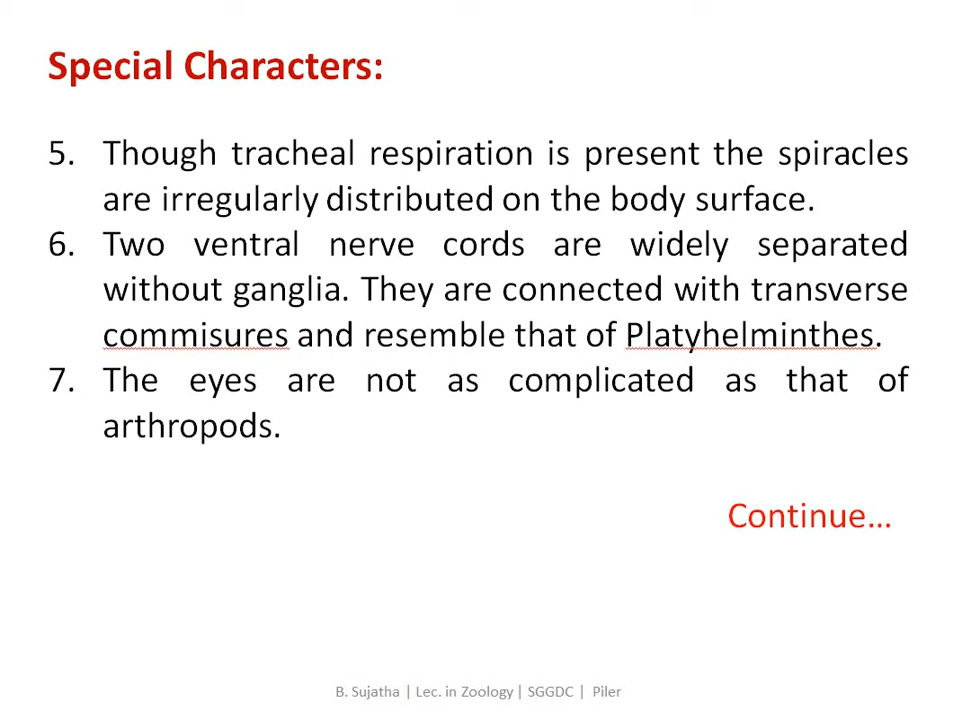 Special Characters:
5. Though tracheal respiration is present the spiracles
are irregularly distributed on the body surface.
6. Two ventral nerve cords are widely separated
without ganglia. They are connected with transverse
commisures and resemble that of Platyhelminthes.
7. The eyes are not as complicated as that of
arthropods.
Continue...
B. Sujatha | Lec. in Zoology | SGGDC | Piler